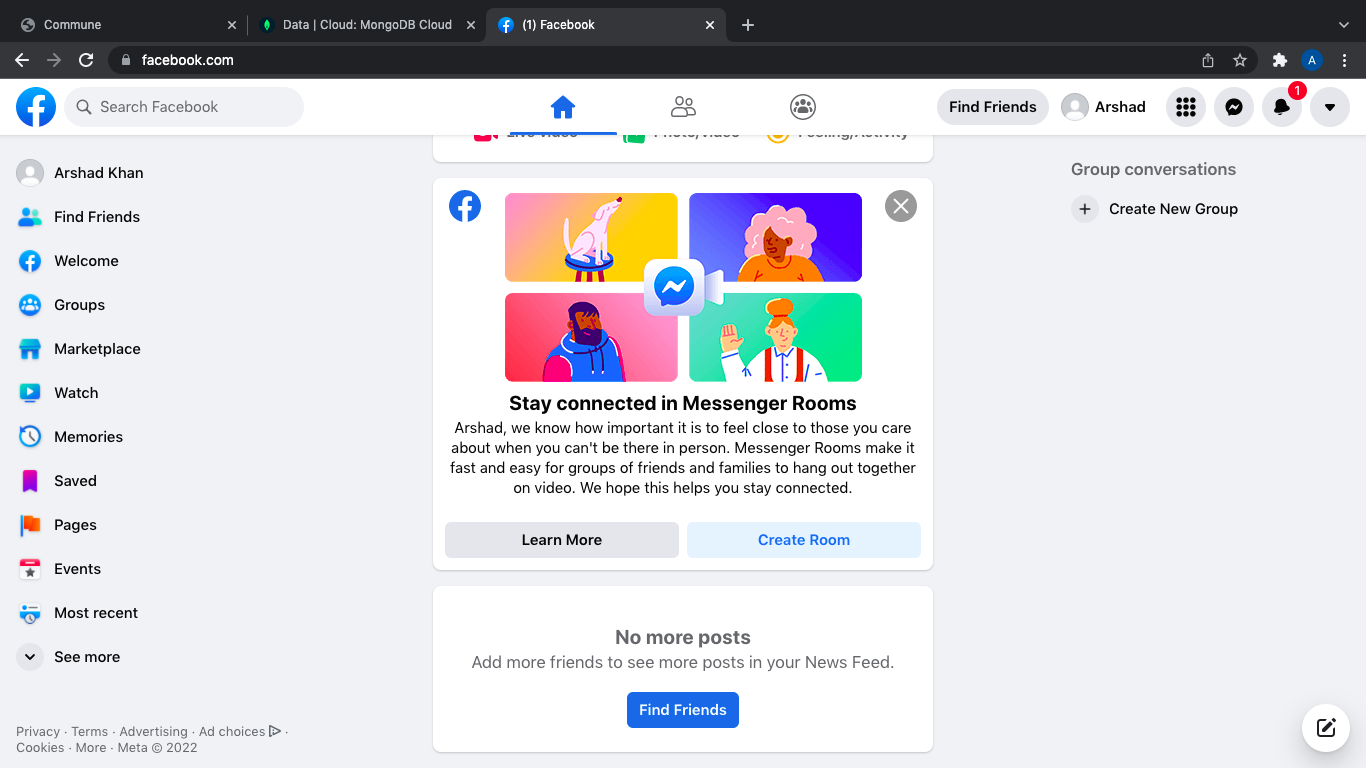 Commune
Data | Cloud: MongoDB Cloud
(1) Facebook
facebook.com
A
Search Facebook
Find Friends
Arshad
1
Live video
Photo/video
Feeling/Activity
Arshad Khan
Find Friends
Welcome
Groups
Marketplace
Watch
Memories
Saved
Pages
Events
Most recent
See more
Privacy · Terms · Advertising · Ad choices ·
Cookies · More · Meta © 2022
Stay connected in Messenger Rooms
Arshad, we know how important it is to feel close to those you care
about when you can't be there in person. Messenger Rooms make it
fast and easy for groups of friends and families to hang out together
on video. We hope this helps you stay connected.
Learn More
Create Room
No more posts
Add more friends to see more posts in your News Feed.
Find Friends
Group conversations
Create New Group